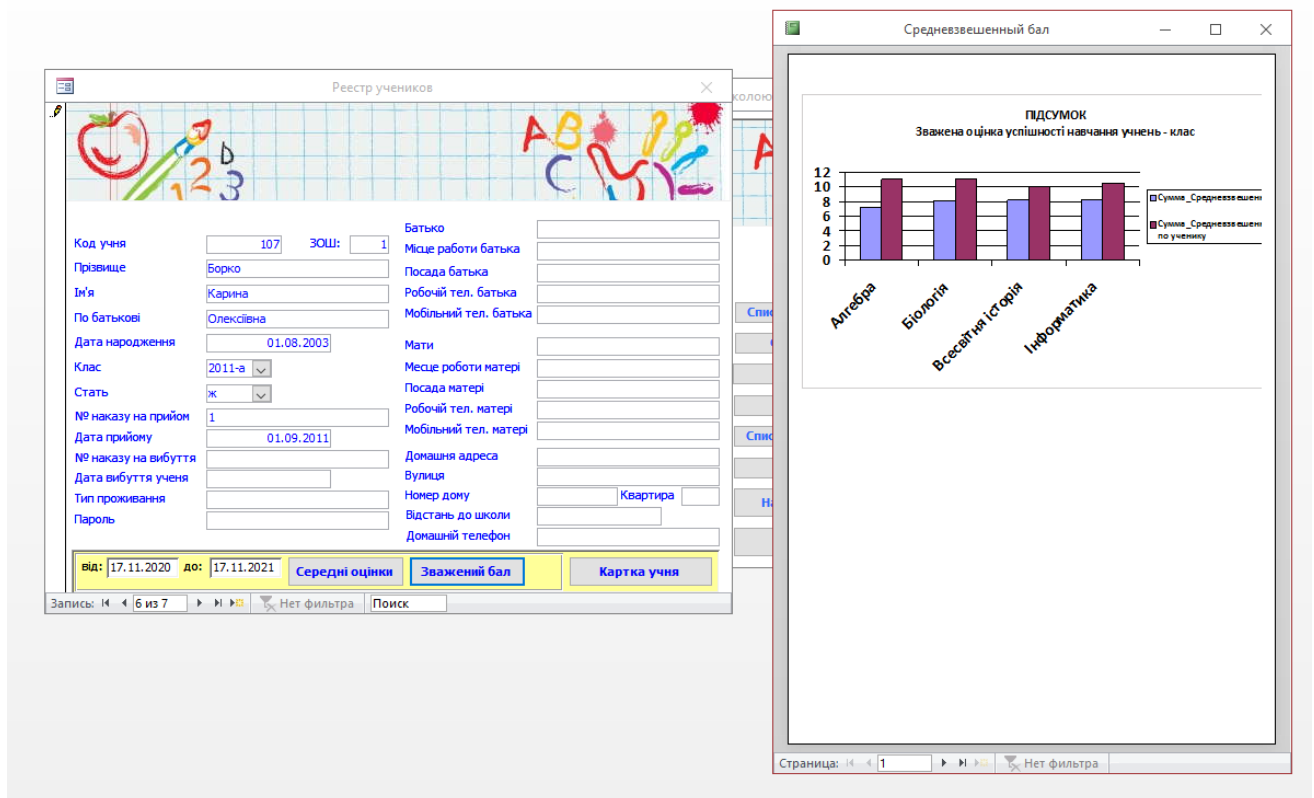 Реестр учеников
A B C
1 2 3
D
Код учня 107 ЗОШ: 1
Прізвище Борко
Ім'я Карина
По батькові Олексіївна
Дата народження 01.08.2003
Клас 2011-а
Стать ж
№ наказу на прийом 1
Дата прийому 01.09.2011
№ наказу на вибуття
Дата вибуття ученя
Тип проживання
Пароль
Батько
Місце работи батька
Посада батька
Робочій тел. батька
Мобільний тел. батька
Мати
Месце роботи матері
Посада матері
Робочій тел. матері
Мобільний тел. матері
Домашня адреса
Вулиця
Номер дому Квартира
Відстань до школи
Домашній телефон
від: 17.11.2020 до: 17.11.2021 Середні оцінки Зважений бал Картка учня
Запись: 6 из 7 Нет фильтра Поиск
Средневзвешенный бал
ПІДСУМОК
Зважена оцінка успішності навчання учнень - клас
12
10
8
6
4
2
0
Алгебра
Біологія
Всесвітня історія
Інформатика
по ученику
Страница: 1 Нет фильтра